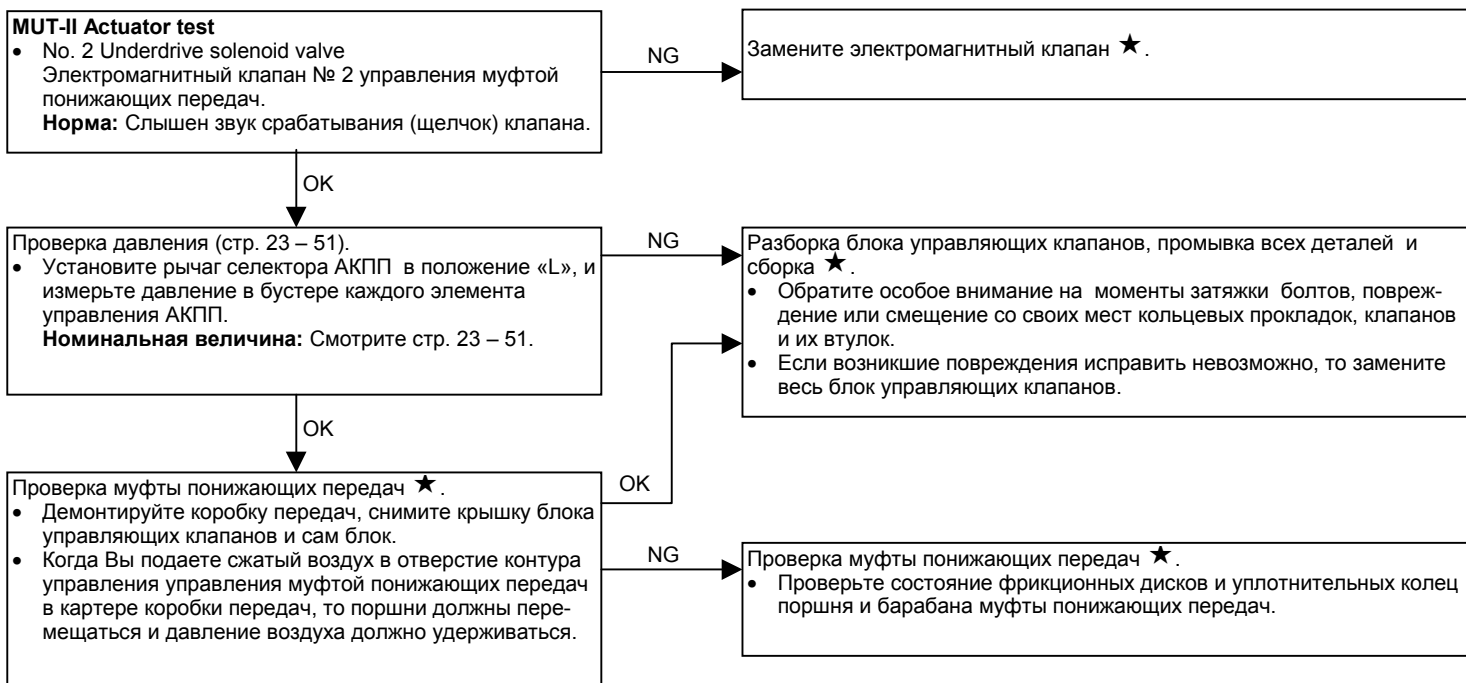 MUT-II Actuator test
• No. 2 Underdrive solenoid valve
Электромагнитный клапан № 2 управления муфтой
понижающих передач.
Норма: Слышен звук срабатывания (щелчок) клапана.
NG
Замените электромагнитный клапан ★.
OK
Проверка давления (стр. 23 – 51).
• Установите рычаг селектора АКПП в положение «L», и
измерьте давление в бустере каждого элемента
управления АКПП.
Номинальная величина: Смотрите стр. 23 – 51.
NG
Разборка блока управляющих клапанов, промывка всех деталей и
сборка ★.
• Обратите особое внимание на моменты затяжки болтов, повреж-
дение или смещение со своих мест кольцевых прокладок, клапанов
и их втулок.
• Если возникшие повреждения исправить невозможно, то замените
весь блок управляющих клапанов.
OK
Проверка муфты понижающих передач ★.
• Демонтируйте коробку передач, снимите крышку блока
управляющих клапанов и сам блок.
• Когда Вы подаете сжатый воздух в отверстие контура
управления управления муфтой понижающих передач
в картере коробки передач, то поршни должны пере-
мещаться и давление воздуха должно удерживаться.
OK
NG
Проверка муфты понижающих передач ★.
• Проверьте состояние фрикционных дисков и уплотнительных колец
поршня и барабана муфты понижающих передач.